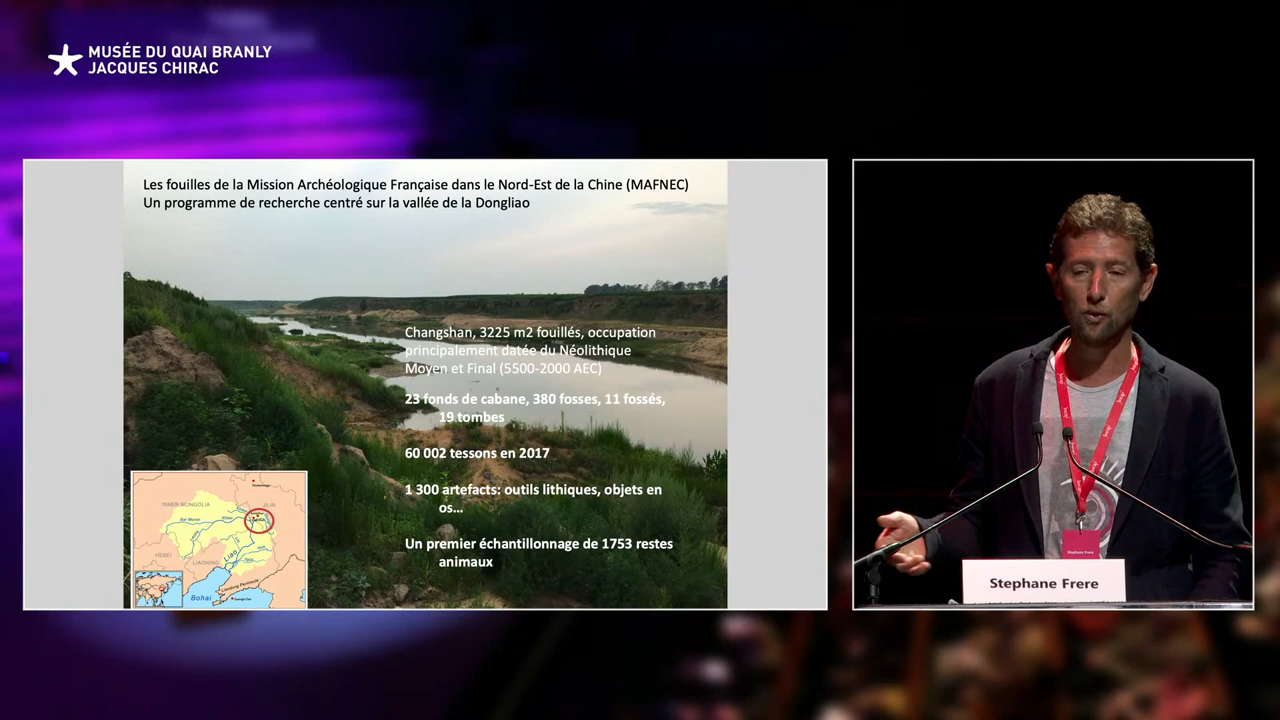 MUSÉE DU QUAI BRANLY
JACQUES CHIRAC
Les fouilles de la Mission Archéologique Française dans le Nord-Est de la Chine (MAFNEC)
Un programme de recherche centré sur la vallée de la Dongliao
Changshan, 3225 m2 fouillés, occupation
principalement datée du Néolithique
Moyen et Final (5500-2000 AEC)
23 fonds de cabane, 380 fosses, 11 fossés,
19 tombes
60 002 tessons en 2017
1 300 artefacts: outils lithiques, objets en
os...
Un premier échantillonnage de 1753 restes
animaux
INNER MONGOLIA
JILIN
HEBEI
LIAONING
LIAO
Bohai
Stephane Frere
Stephane Frere